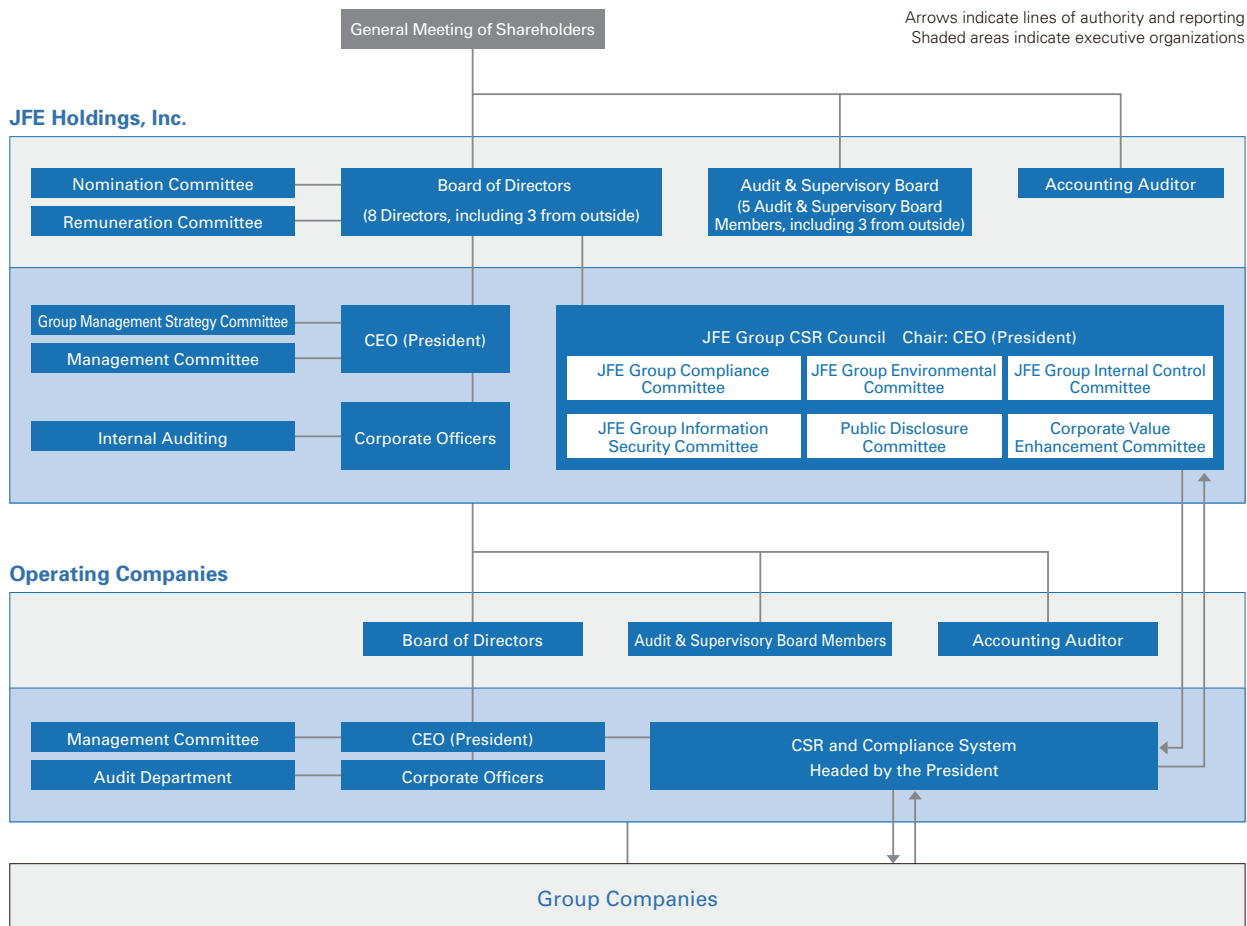 General Meeting of Shareholders
Arrows indicate lines of authority and reporting
Shaded areas indicate executive organizations
JFE Holdings, Inc.
Nomination Committee
Remuneration Committee
Board of Directors
(8 Directors, including 3 from outside)
Audit & Supervisory Board
(5 Audit & Supervisory Board
Members, including 3 from outside)
Accounting Auditor
Group Management Strategy Committee
Management Committee
CEO (President)
Internal Auditing
Corporate Officers
JFE Group CSR Council Chair: CEO (President)
JFE Group Compliance
Committee
JFE Group Environmental
Committee
JFE Group Internal Control
Committee
JFE Group Information
Security Committee
Public Disclosure
Committee
Corporate Value
Enhancement Committee
Operating Companies
Board of Directors
Audit & Supervisory Board Members
Accounting Auditor
Management Committee
CEO (President)
Audit Department
Corporate Officers
CSR and Compliance System
Headed by the President
Group Companies